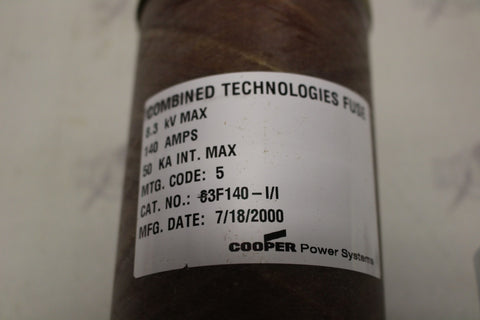 COMBINED TECHNOLOGIES FUSE
8.3 kV MAX
140 AMPS
50 KA INT. MAX
MTG. CODE: 5
CAT. NO.: 83F140-I/I
MFG. DATE: 7/18/2000
COOPER Power Systems